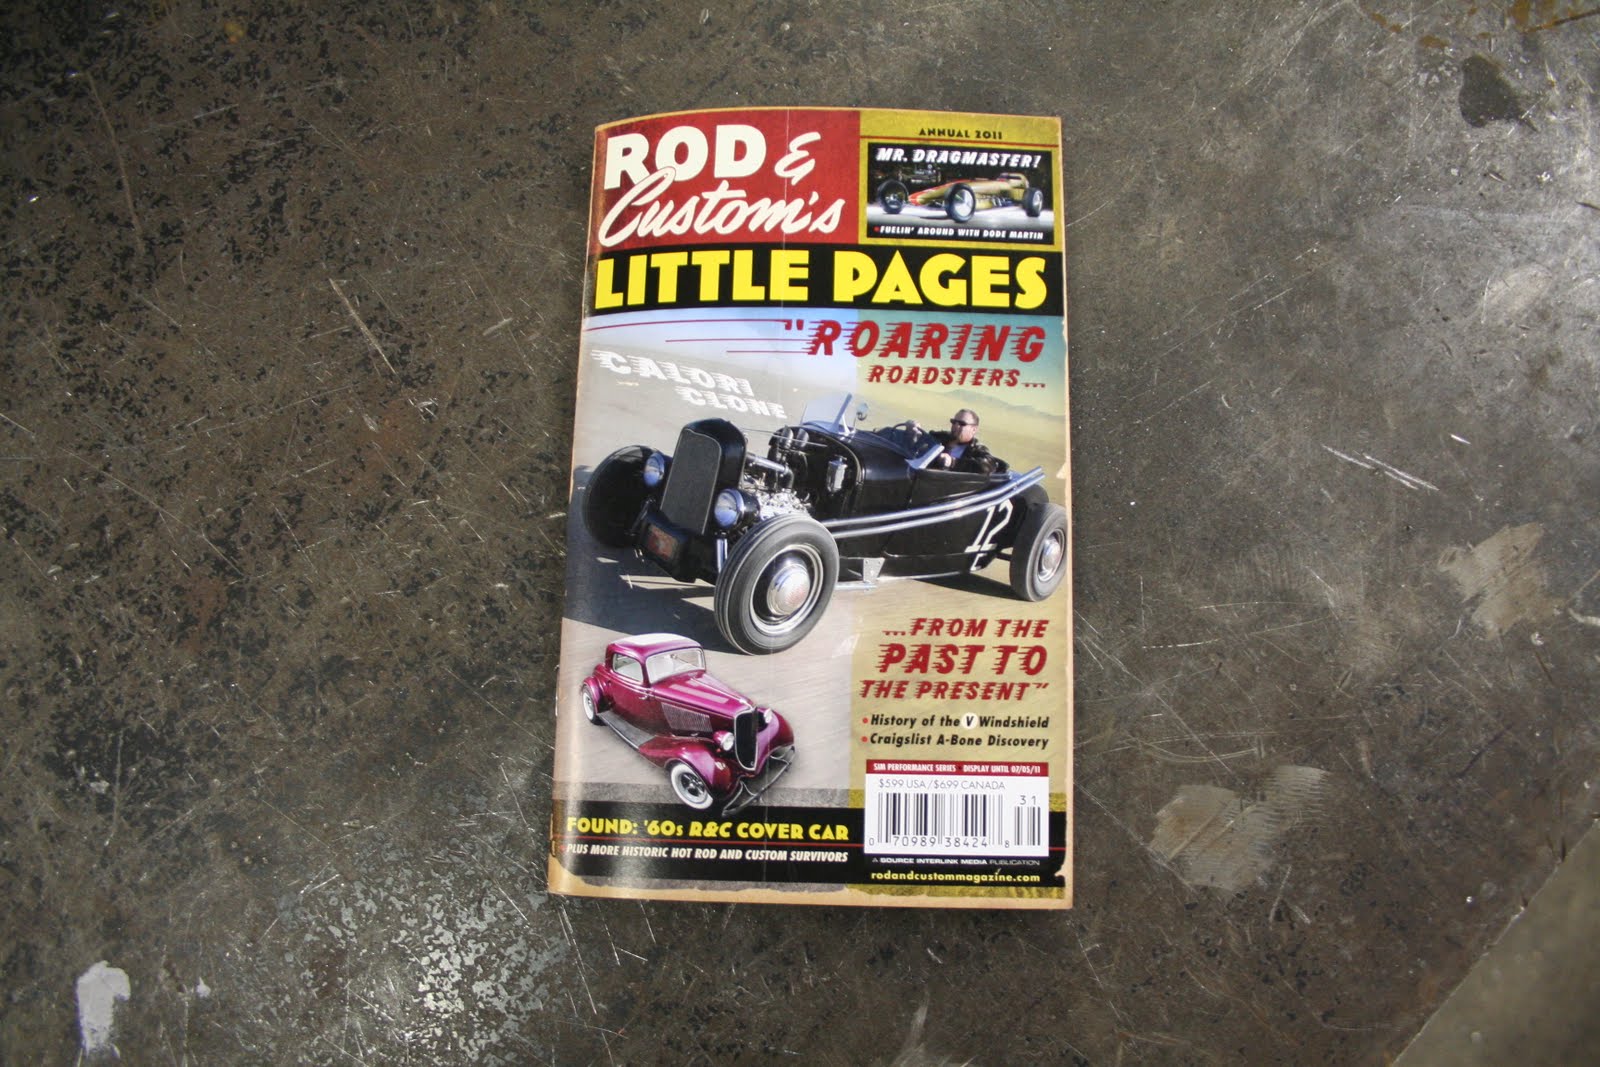 ROD &
Custom's
ANNUAL 2011
MR. DRAGMASTER!
•FUELIN' AROUND WITH DODE MARTIN
LITTLE PAGES
"ROARING
ROADSTERS...
CALORI
CLONE
12
...FROM THE
PAST TO
THE PRESENT"
• History of the V Windshield
• Craigslist A-Bone Discovery
SIM PERFORMANCE SERIES • DISPLAY UNTIL 07/05/11
$5.99 USA/$6.99 CANADA
31
0 70989 38424 8
FOUND: '60s R&C COVER CAR
•PLUS MORE HISTORIC HOT ROD AND CUSTOM SURVIVORS
A SOURCE INTERLINK MEDIA PUBLICATION
rodandcustommagazine.com